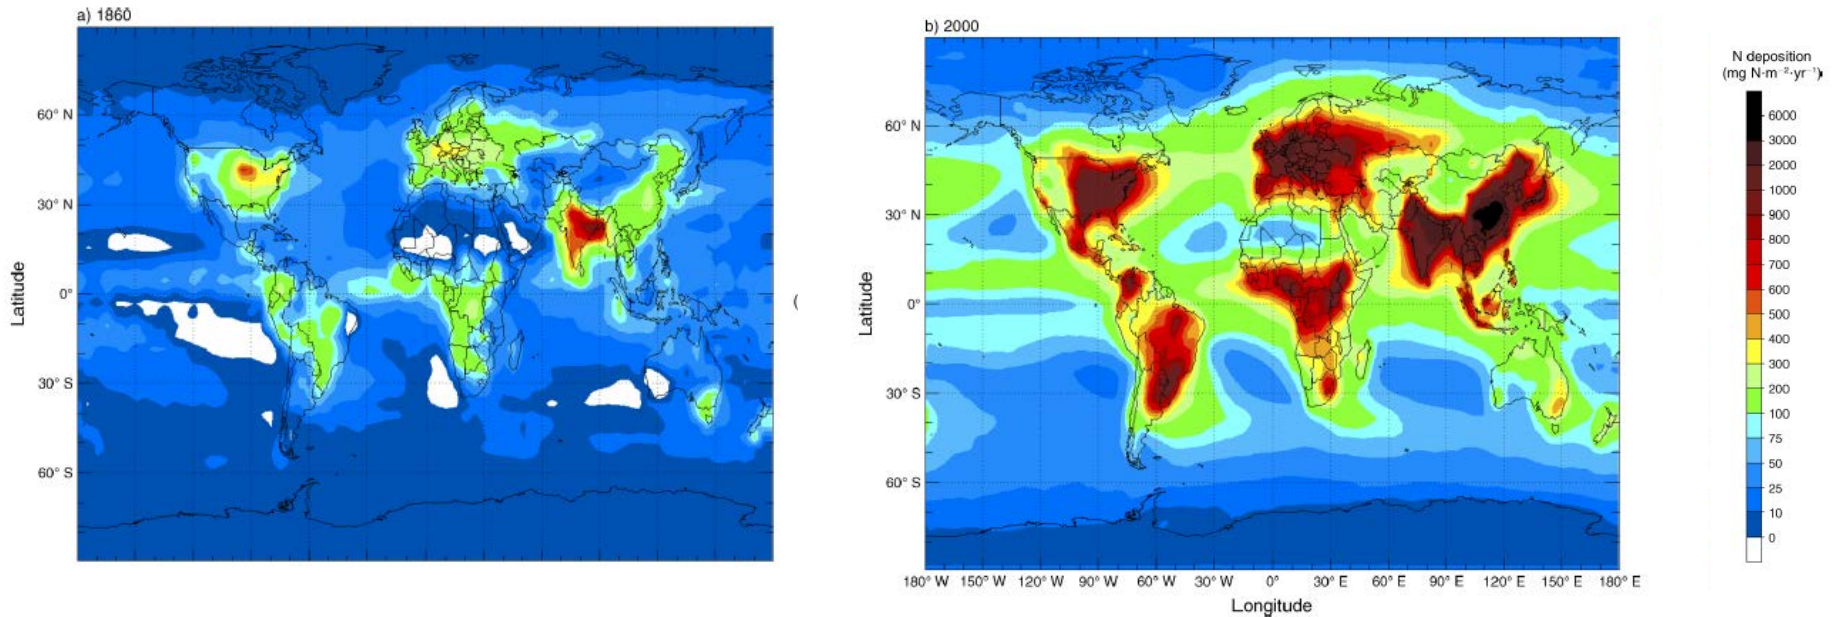 a) 1860
60° N
30° N
0°
30° S
60° S
Latitude
(
b) 2000
60° N
30° N
0°
30° S
60° S
Latitude
180° W 150° W 120° W 90° W 60° W 30° W 0° 30° E 60° E 90° E 120° E 150° E 180° E
Longitude
N deposition
(mg N·m⁻²·yr⁻¹)
6000
3000
2000
1000
900
800
700
600
500
400
300
200
100
75
50
25
10
0